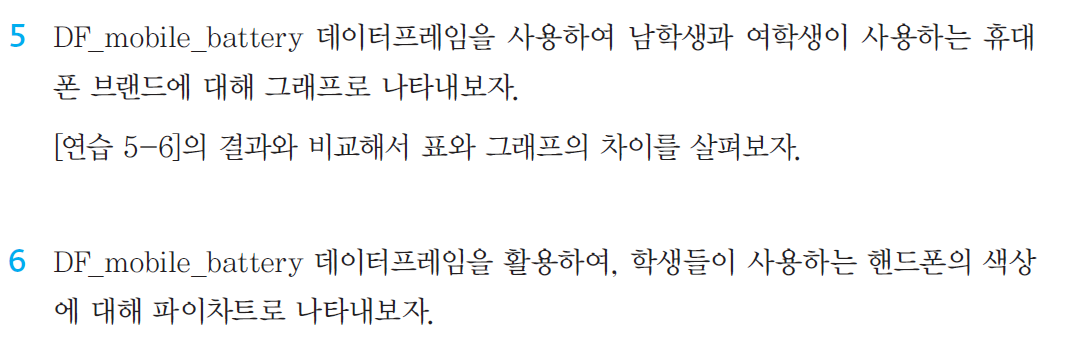 5 DF_mobile_battery 데이터프레임을 사용하여 남학생과 여학생이 사용하는 휴대
폰 브랜드에 대해 그래프로 나타내보자.
[연습 5-6]의 결과와 비교해서 표와 그래프의 차이를 살펴보자.
6 DF_mobile_battery 데이터프레임을 활용하여, 학생들이 사용하는 핸드폰의 색상
에 대해 파이차트로 나타내보자.